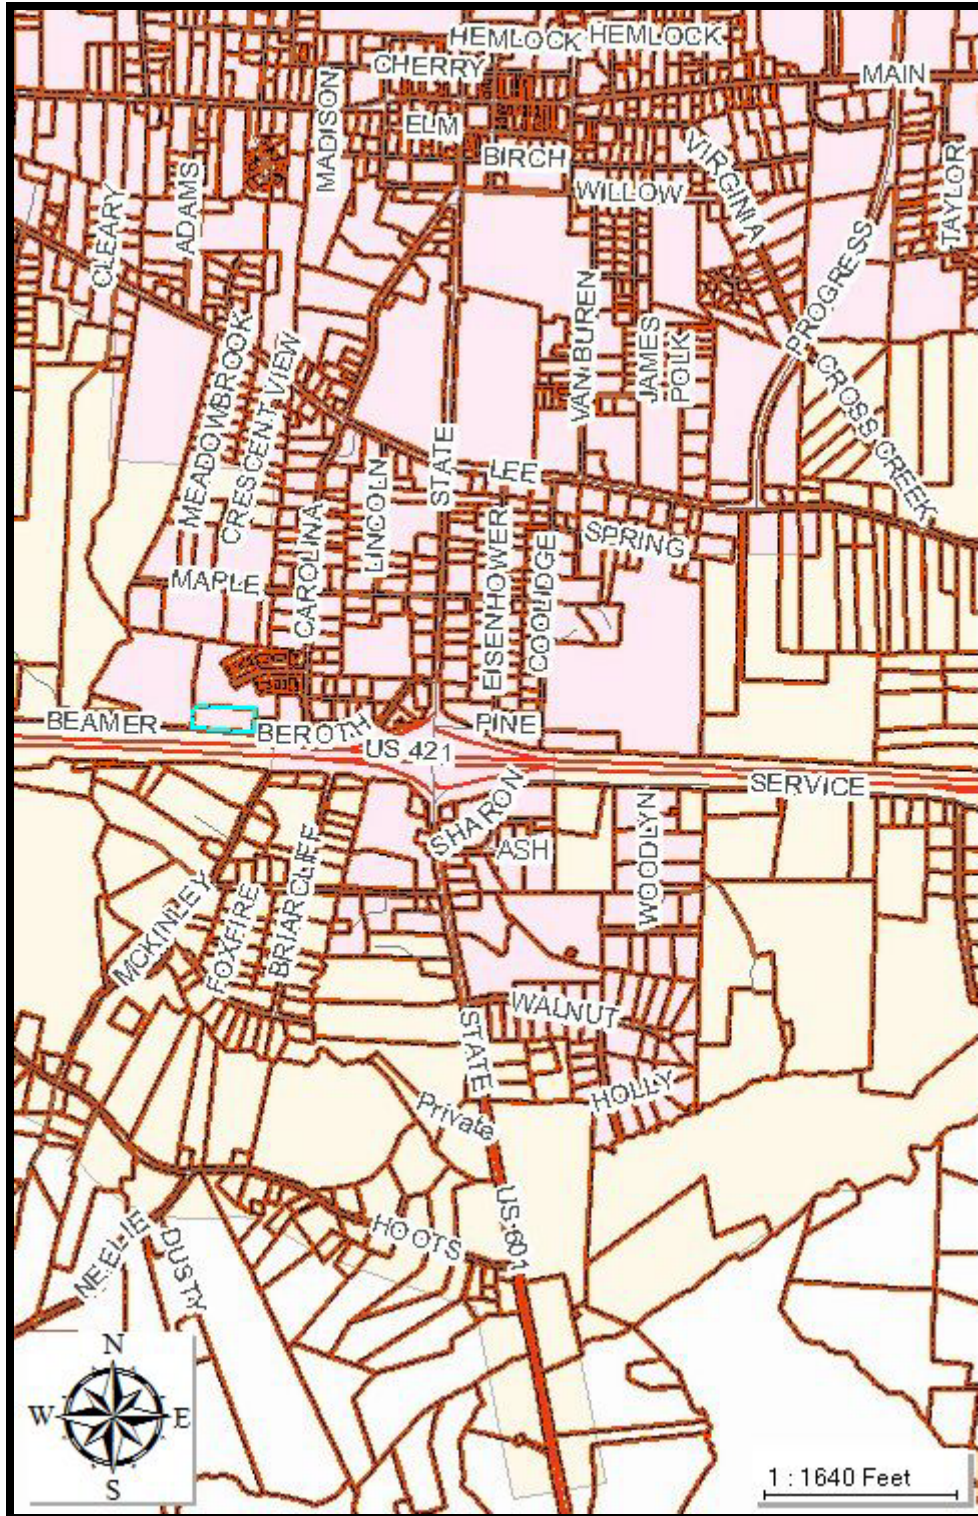 HEMLOCK
HEMLOCK
CHERRY
MAIN
ELM
MADISON
BIRCH
VIRGINIA
TAYLOR
WILLOW
ADAMS
CLEARY
PROGRESS
VAN BUREN
JAMES
POLK
MEADOWBROOK
CRESCENT VIEW
CROSS CREEK
STATE
LEE
LINCOLN
CAROLINA
EISENHOWER
COOLIDGE
SPRING
MAPLE
BEAMER
BEROTH
PINE
US 421
SERVICE
SHARON
ASH
WOODLYN
MCKINLEY
FOXFIRE
BRIARCLIFF
WALNUT
STATE
HOLLY
Private
US 601
HOOTS
NEELIE
DUSTY
N
W
E
S
1 : 1640 Feet